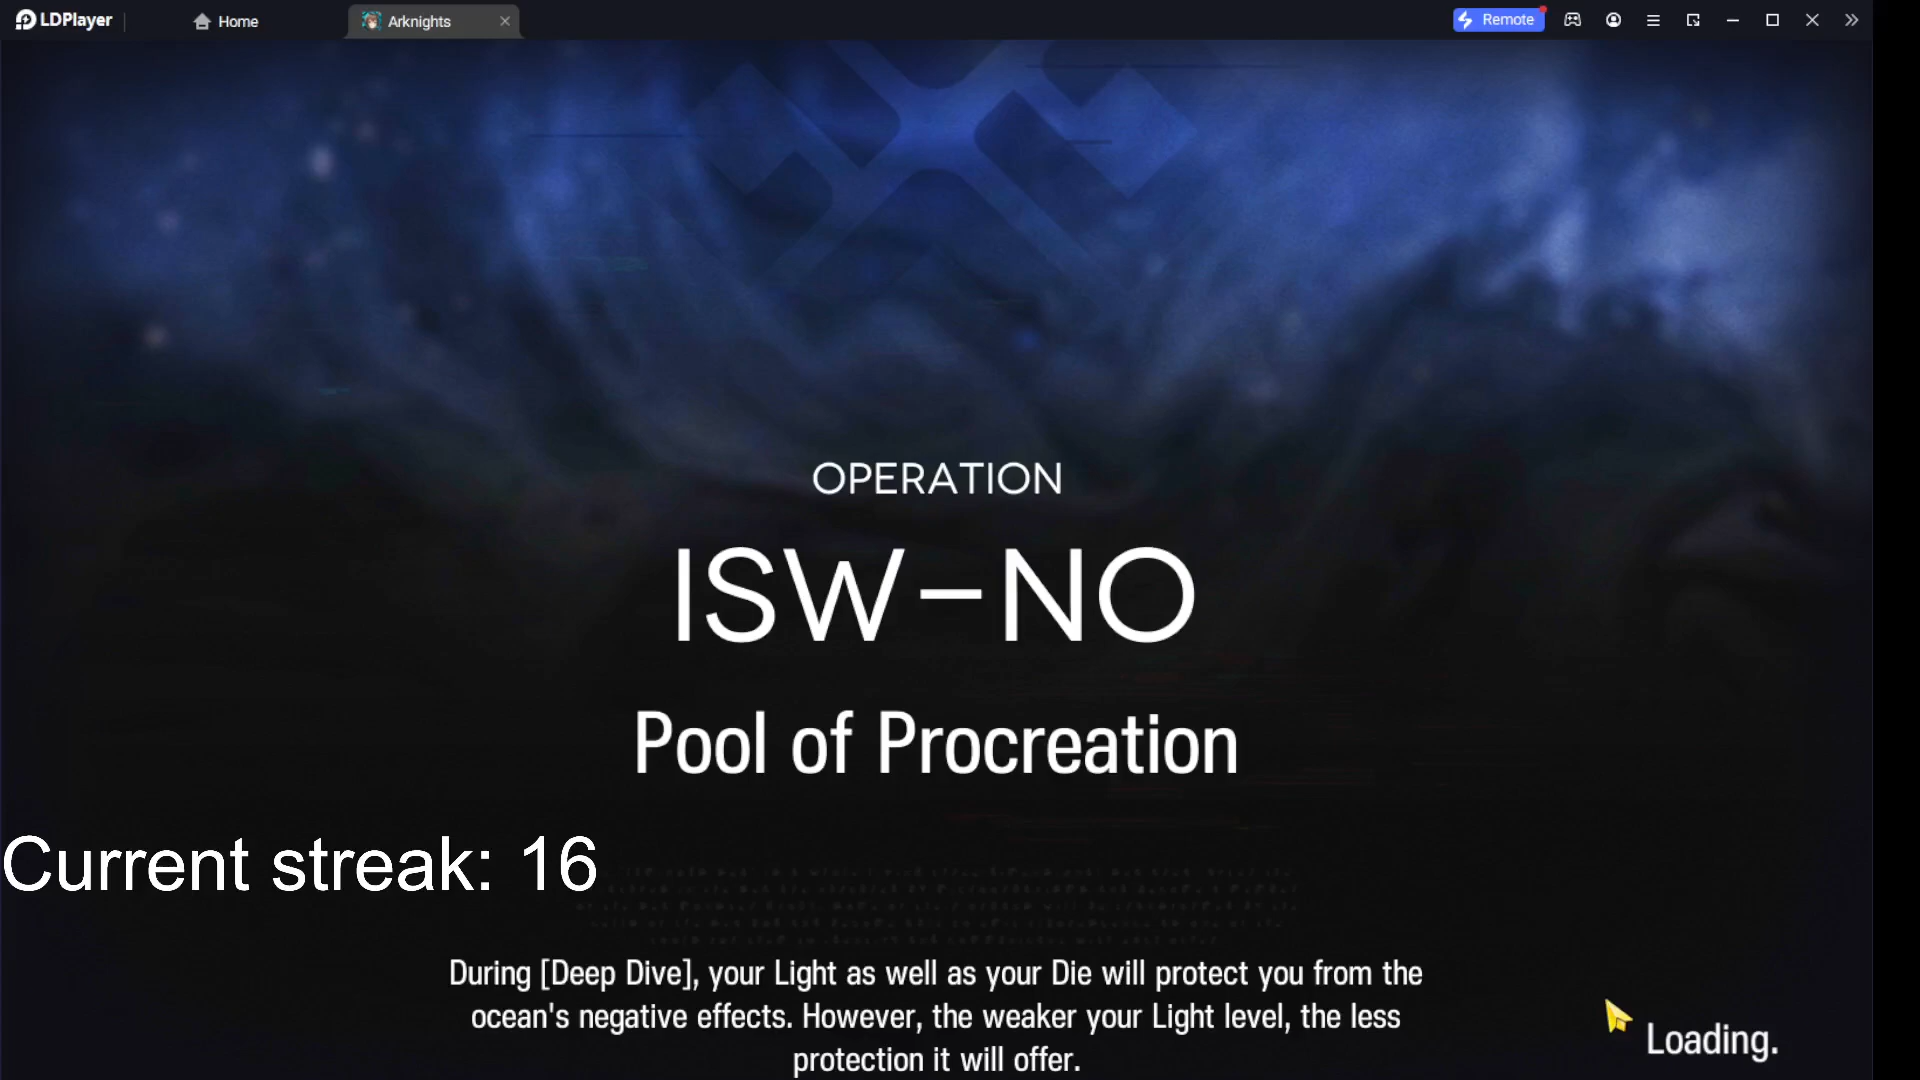 LDPlayer
Home
Arknights
Remote
OPERATION
ISW-NO
Pool of Procreation
Current streak: 16
During [Deep Dive], your Light as well as your Die will protect you from the
ocean's negative effects. However, the weaker your Light level, the less
protection it will offer.
Loading.